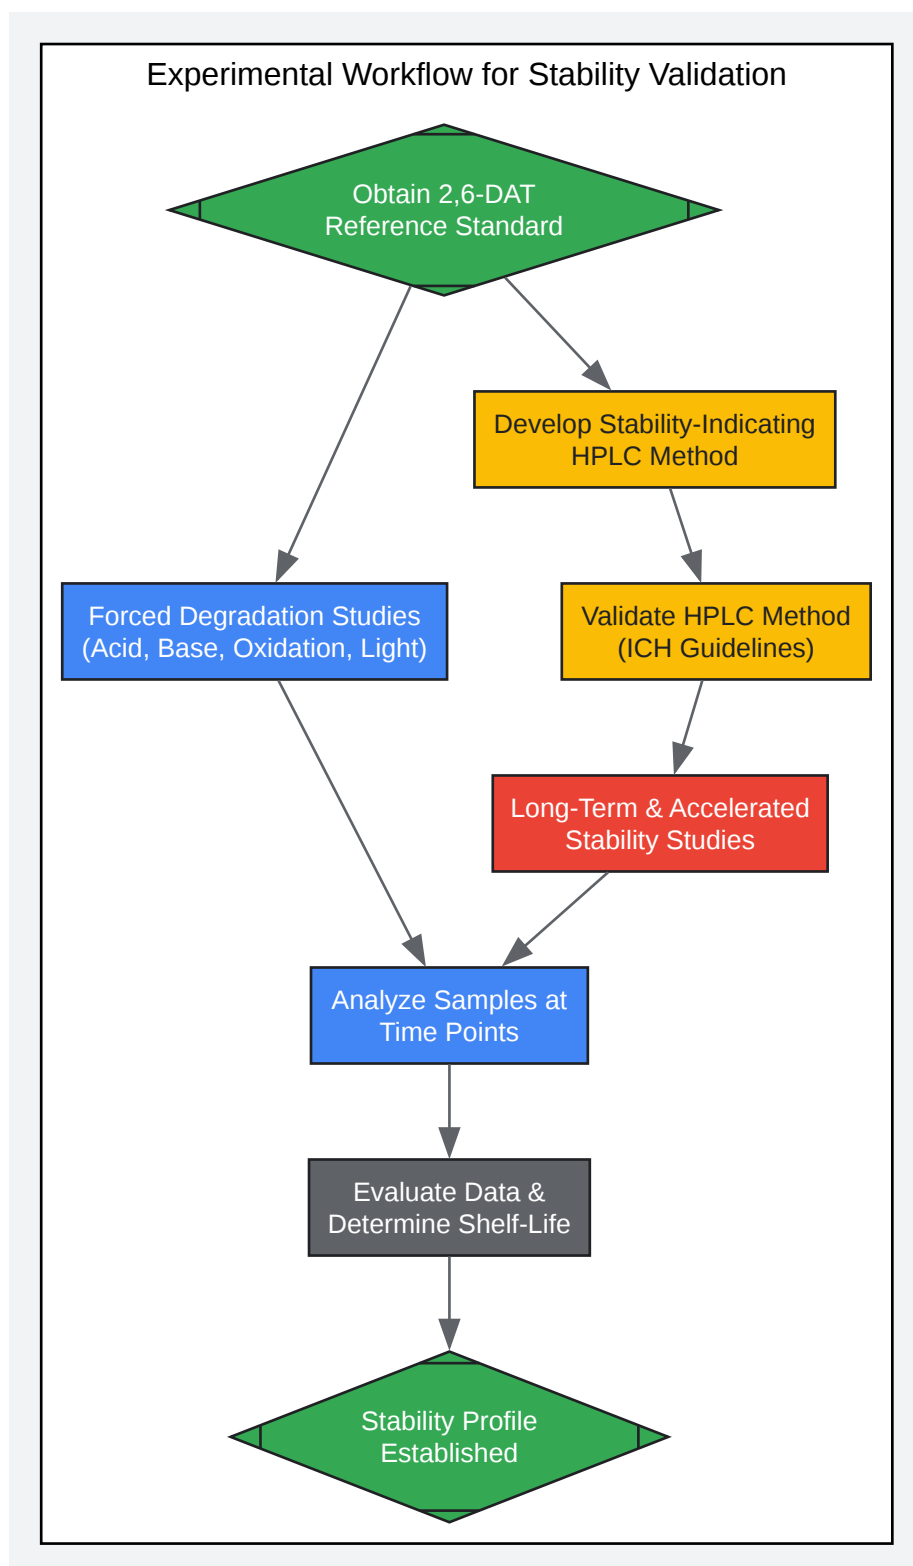 Experimental Workflow for Stability Validation
Obtain 2,6-DAT
Reference Standard
Develop Stability-Indicating
HPLC Method
Forced Degradation Studies
(Acid, Base, Oxidation, Light)
Validate HPLC Method
(ICH Guidelines)
Long-Term & Accelerated
Stability Studies
Analyze Samples at
Time Points
Evaluate Data &
Determine Shelf-Life
Stability Profile
Established